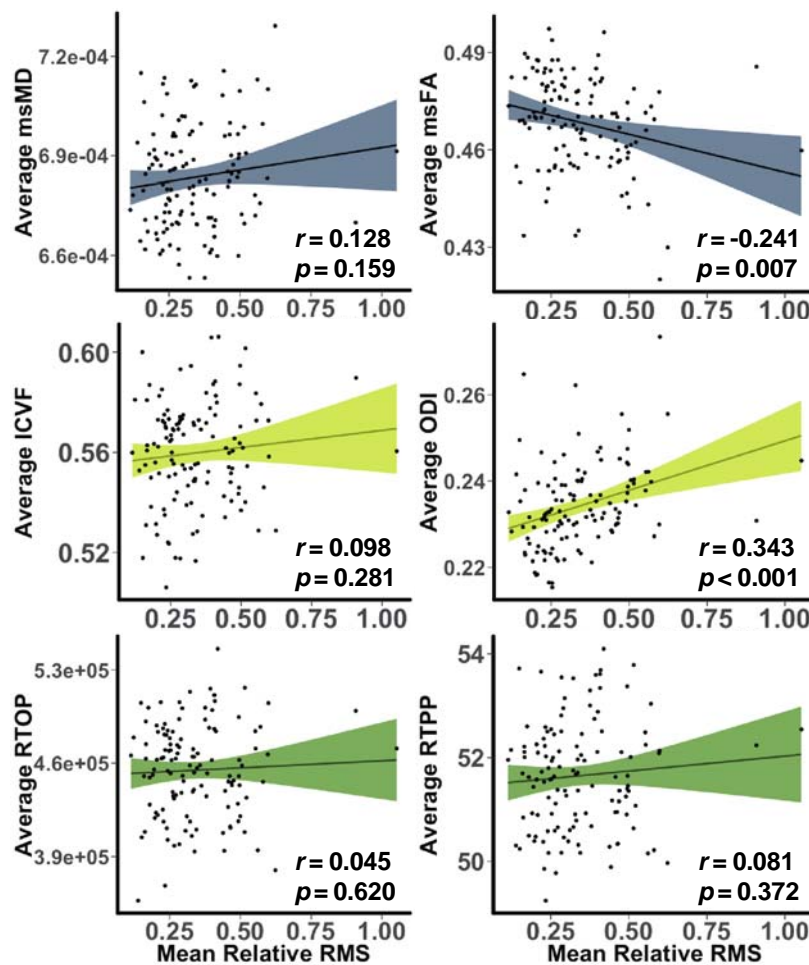 Average msMD
7.2e-04
6.9e-04
6.6e-04
r = 0.128
p = 0.159
0.25 0.50 0.75 1.00
Average msFA
0.49
0.46
0.43
r = -0.241
p = 0.007
0.25 0.50 0.75 1.00
Average ICVF
0.60
0.56
0.52
r = 0.098
p = 0.281
0.25 0.50 0.75 1.00
Average ODI
0.26
0.24
0.22
r = 0.343
p < 0.001
0.25 0.50 0.75 1.00
Average RTOP
5.3e+05
4.6e+05
3.9e+05
r = 0.045
p = 0.620
0.25 0.50 0.75 1.00
Mean Relative RMS
Average RTPP
54
52
50
r = 0.081
p = 0.372
0.25 0.50 0.75 1.00
Mean Relative RMS